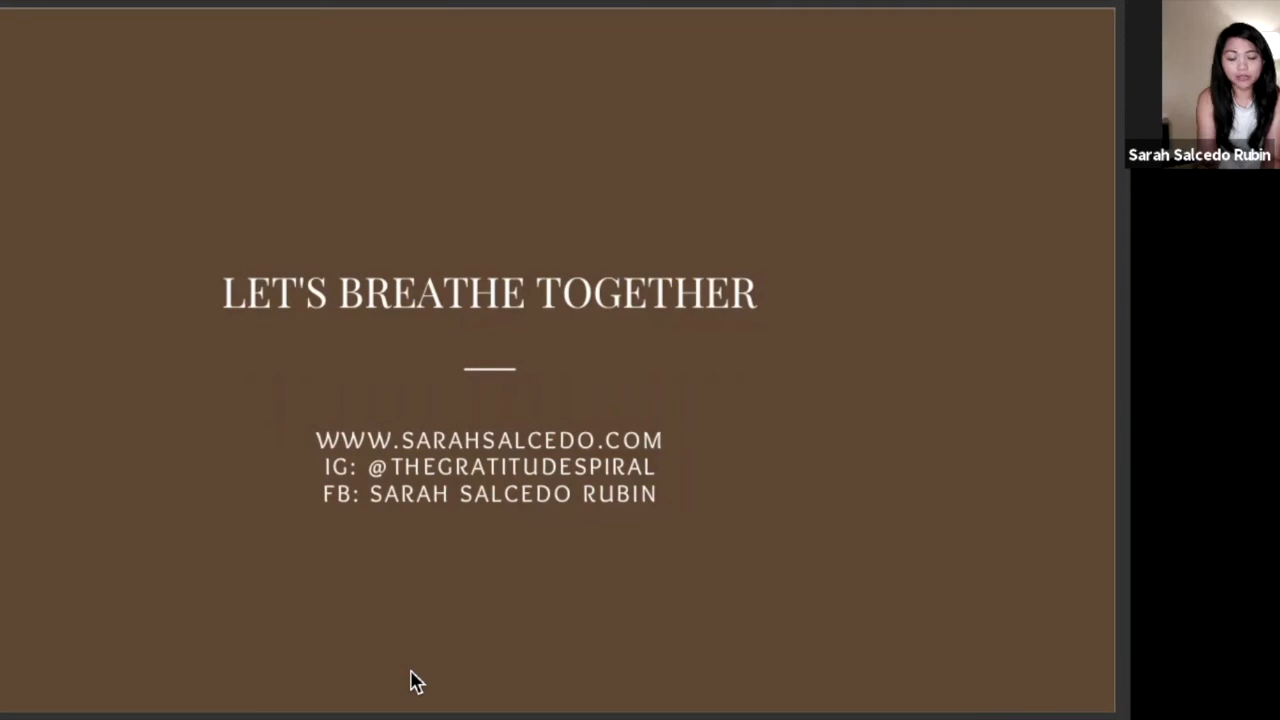 LET'S BREATHE TOGETHER
WWW.SARAHSALCEDO.COM
IG: @THEGRATITUDESPIRAL
FB: SARAH SALCEDO RUBIN
Sarah Salcedo Rubin